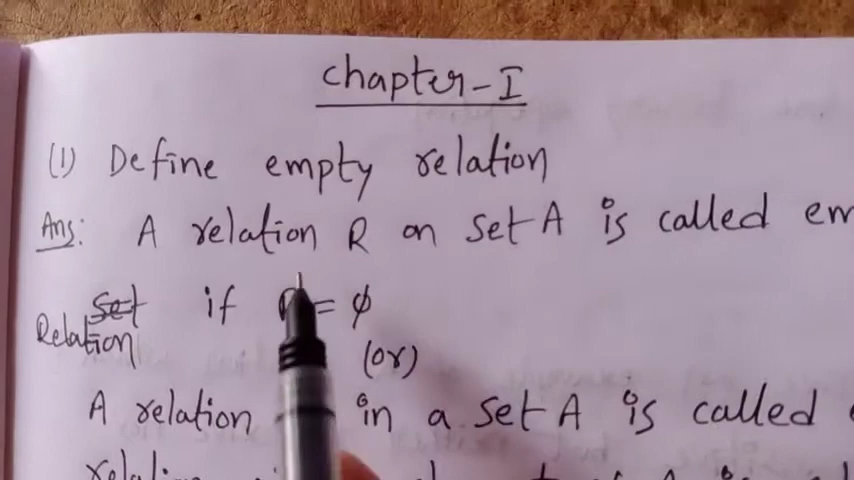 Chapter-I
(1) Define empty relation
Ans: A relation R on set A is called em
set if = φ
Relation
(or)
A relation in a set A is called